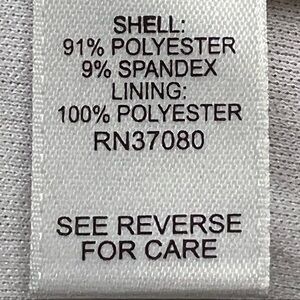 SHELL:
91% POLYESTER
9% SPANDEX
LINING:
100% POLYESTER
RN37080
SEE REVERSE
FOR CARE